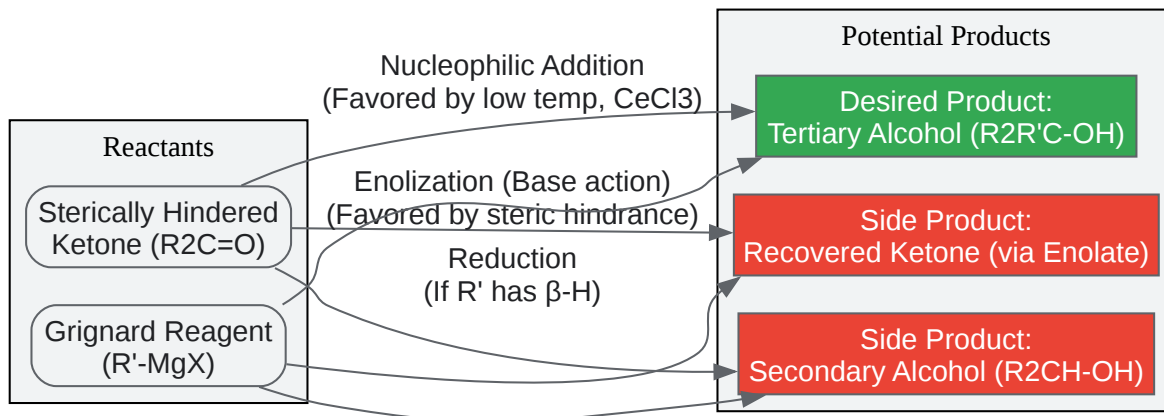 Reactants
Sterically Hindered
Ketone (R2C=O)
Grignard Reagent
(R'-MgX)
Nucleophilic Addition
(Favored by low temp, CeCl3)
Enolization (Base action)
(Favored by steric hindrance)
Reduction
(If R' has β-H)
Potential Products
Desired Product:
Tertiary Alcohol (R2R'C-OH)
Side Product:
Recovered Ketone (via Enolate)
Side Product:
Secondary Alcohol (R2CH-OH)